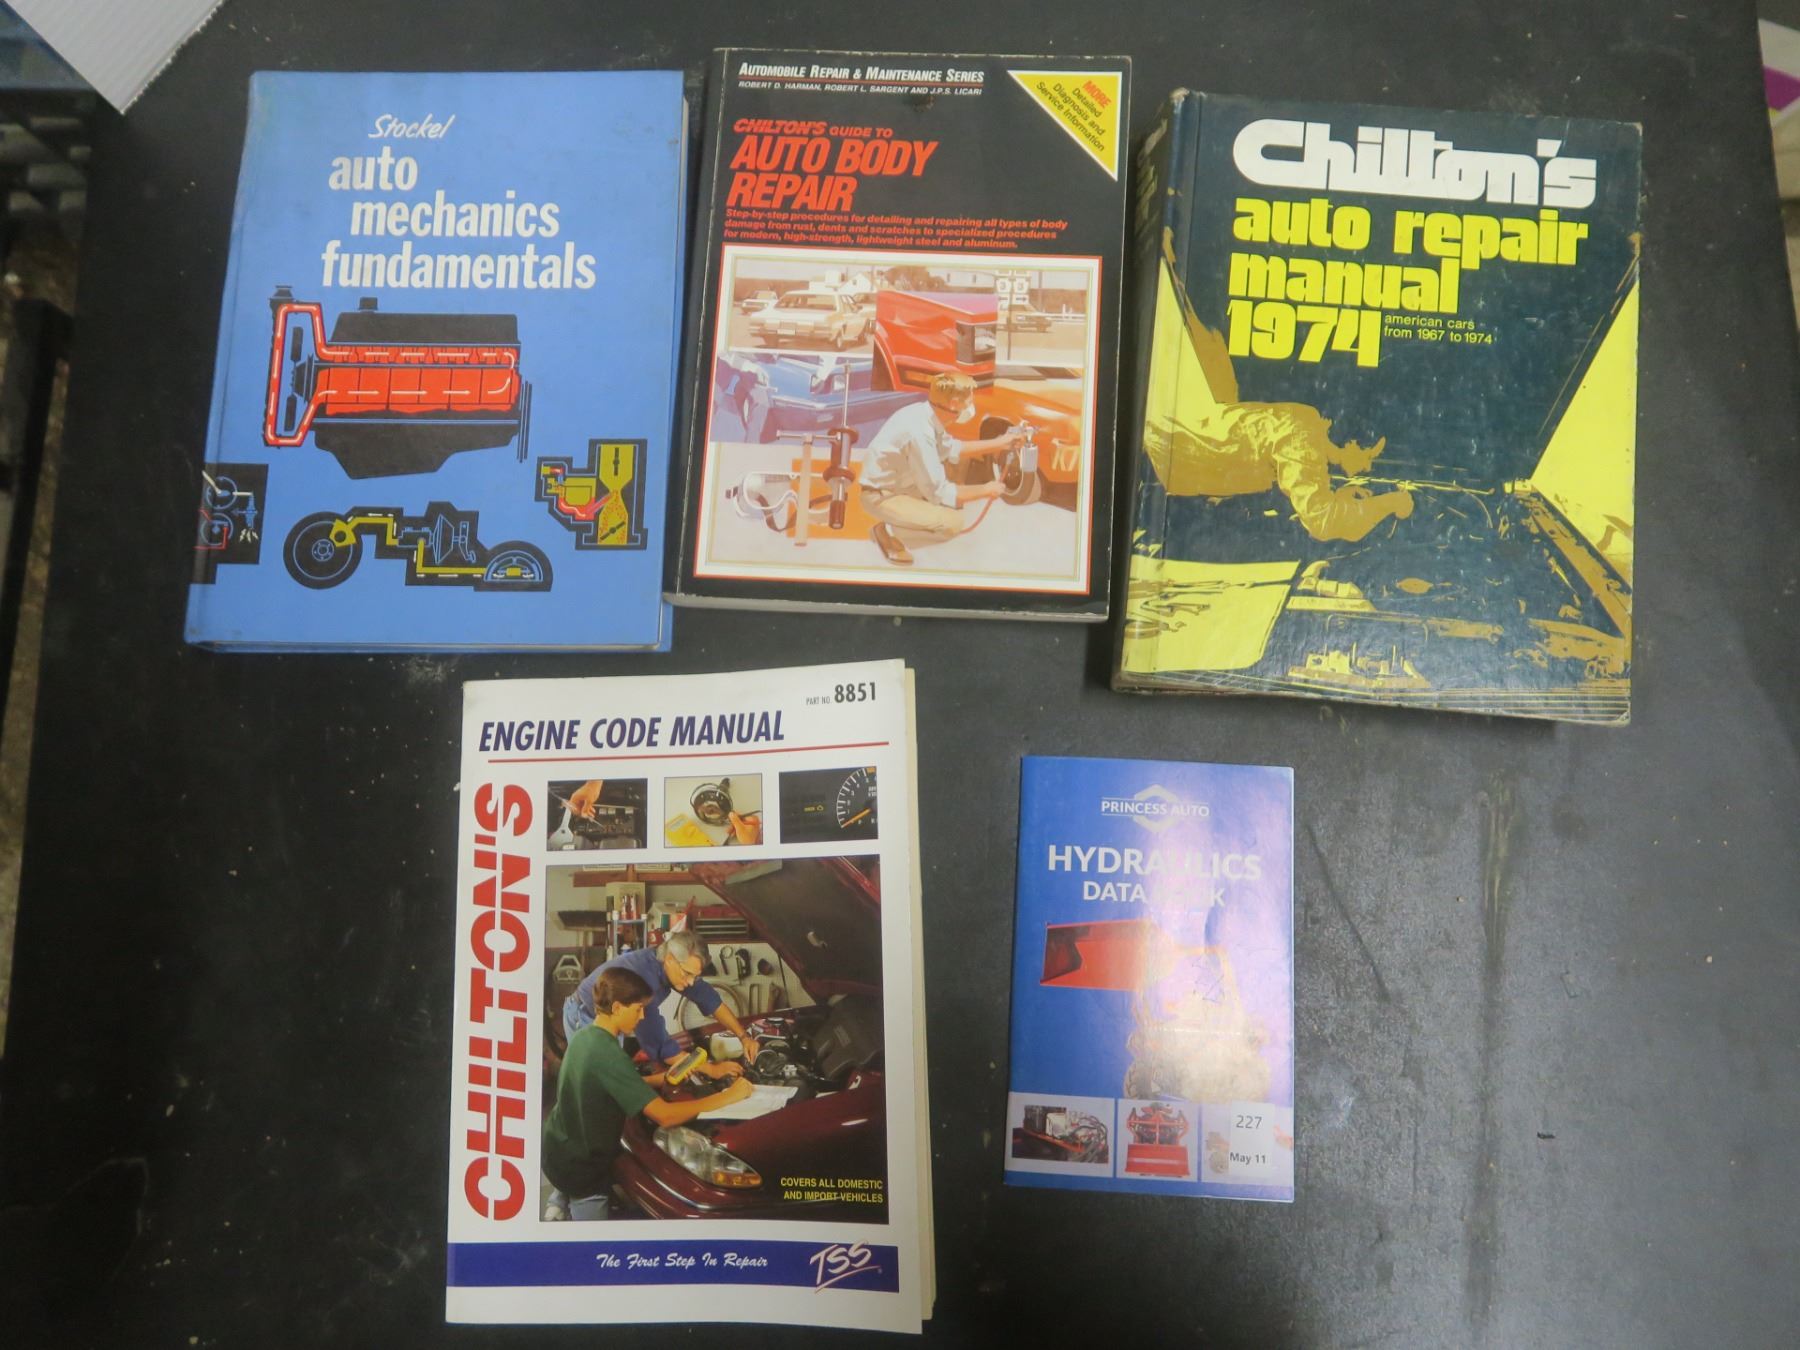 Stockel
auto
mechanics
fundamentals
AUTOMOBILE REPAIR & MAINTENANCE SERIES
ROBERT D. HARMAN, ROBERT L. SARGENT AND J.P.S. LICARI
MORE
Detailed
Diagnosis and
Service Information
CHILTON'S GUIDE TO
AUTO BODY
REPAIR
Step-by-step procedures for detailing and repairing all types of body
damage from rust, dents and scratches to specialized procedures
for modern, high-strength, lightweight steel and aluminum.
Chilton's
auto repair
manual
1974
american cars
from 1967 to 1974
PART NO. 8851
ENGINE CODE MANUAL
CHILTON'S
COVERS ALL DOMESTIC
AND IMPORT VEHICLES
The First Step In Repair
TSS
PRINCESS AUTO
HYDRAULICS
DATA BOOK
227
May 11